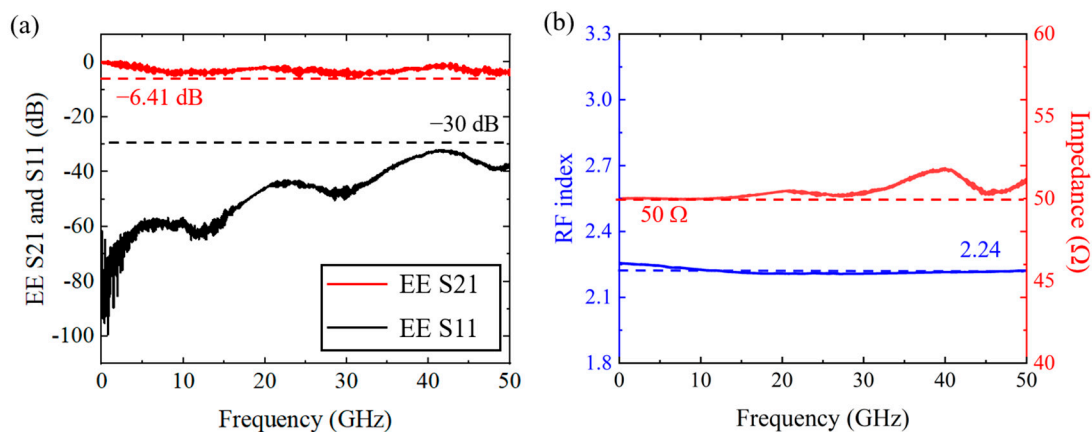 (a)
EE S21 and S11 (dB)
0
-20
-40
-60
-80
-100
−6.41 dB
−30 dB
EE S21
EE S11
0 10 20 30 40 50
Frequency (GHz)
(b)
RF index
3.3
3.0
2.7
2.4
2.1
1.8
50 Ω
2.24
60
55
50
45
40
Impedance (Ω)
0 10 20 30 40 50
Frequency (GHz)